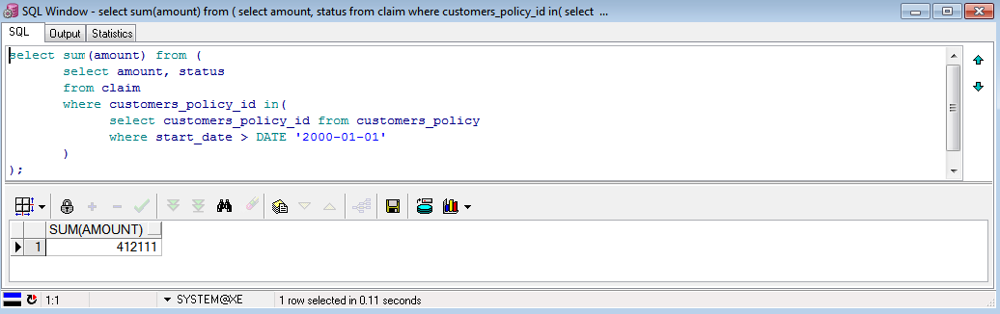 SQL Window - select sum(amount) from ( select amount, status from claim where customers_policy_id in( select ...
SQL Output Statistics
select sum(amount) from (
select amount, status
from claim
where customers_policy_id in(
select customers_policy_id from customers_policy
where start_date > DATE '2000-01-01'
)
);
SUM(AMOUNT)
1 412111
1:1 SYSTEM@XE 1 row selected in 0.11 seconds